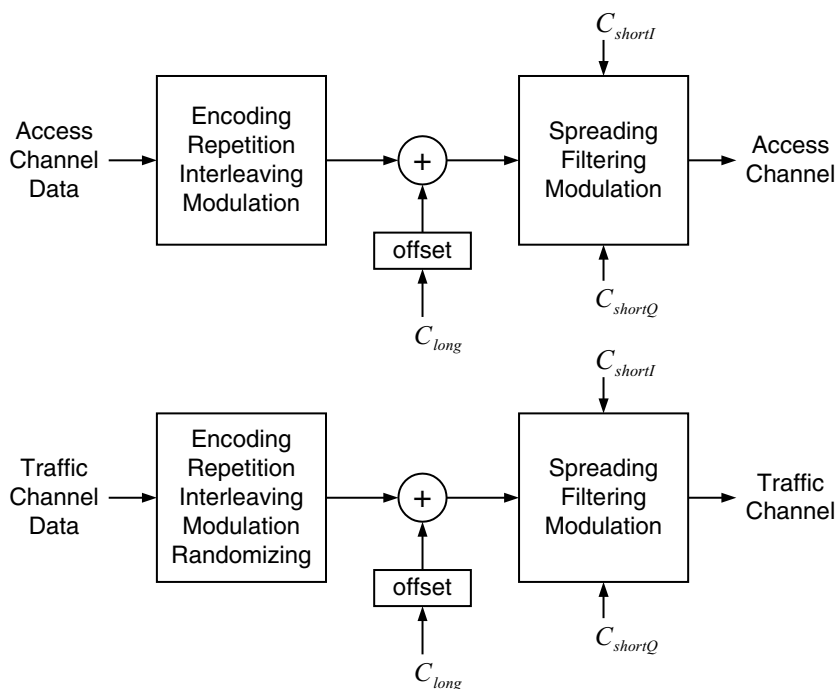 C_shortI
Access
Channel
Data
Encoding
Repetition
Interleaving
Modulation
+
Spreading
Filtering
Modulation
Access
Channel
offset
C_long
C_shortQ
C_shortI
Traffic
Channel
Data
Encoding
Repetition
Interleaving
Modulation
Randomizing
+
Spreading
Filtering
Modulation
Traffic
Channel
offset
C_long
C_shortQ